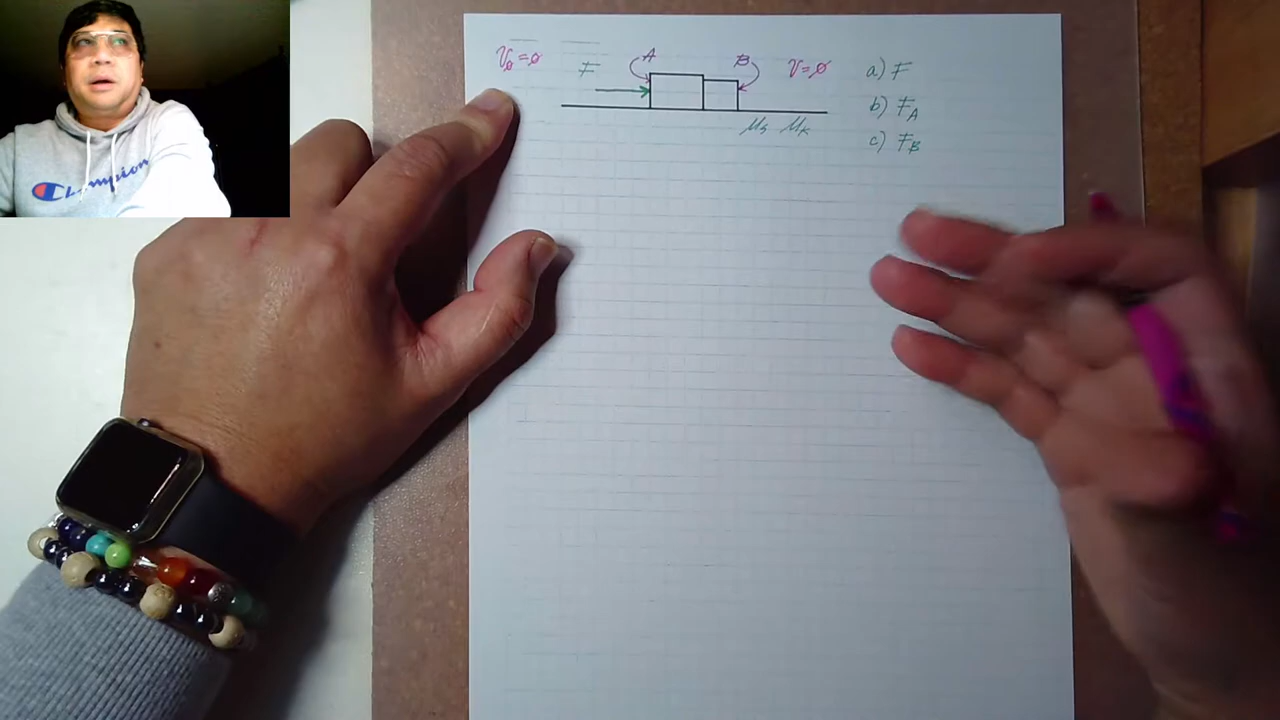 V₀=0
F
A
B
V=0
μs μk
a) F
b) F_A
c) F_B
Champion